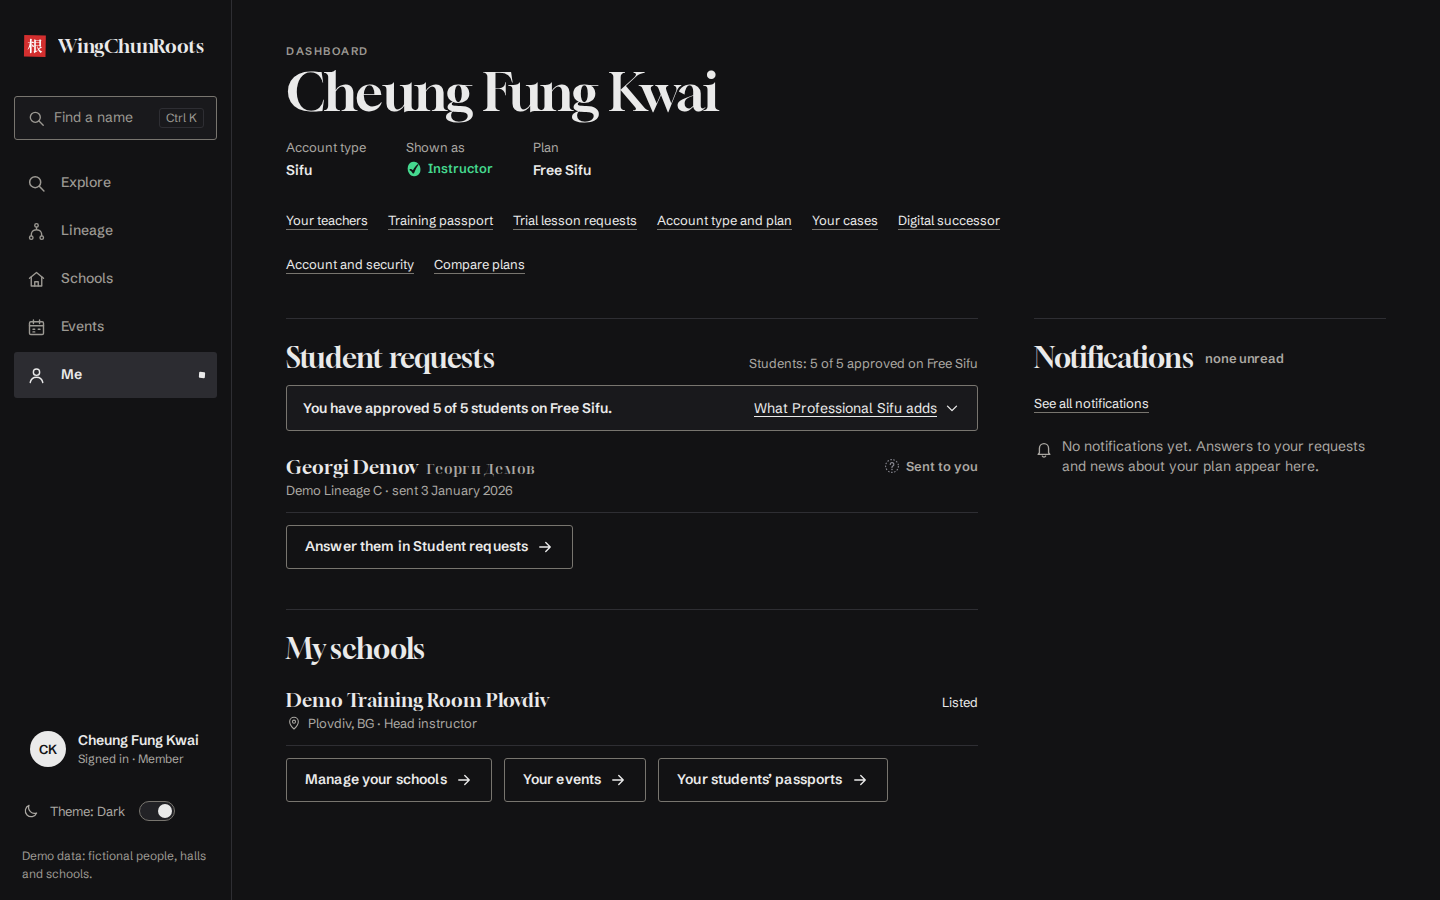 根 WingChunRoots
Find a name Ctrl K
Explore
Lineage
Schools
Events
Me
CK Cheung Fung Kwai
Signed in · Member
Theme: Dark
Demo data: fictional people, halls
and schools.
DASHBOARD
Cheung Fung Kwai
Account type Shown as Plan
Sifu Instructor Free Sifu
Your teachers Training passport Trial lesson requests Account type and plan Your cases Digital successor
Account and security Compare plans
Student requests Students: 5 of 5 approved on Free Sifu
You have approved 5 of 5 students on Free Sifu. What Professional Sifu adds
Georgi Demov Георги Демов Sent to you
Demo Lineage C · sent 3 January 2026
Answer them in Student requests →
My schools
Demo Training Room Plovdiv Listed
Plovdiv, BG · Head instructor
Manage your schools → Your events → Your students’ passports →
Notifications none unread
See all notifications
No notifications yet. Answers to your requests
and news about your plan appear here.